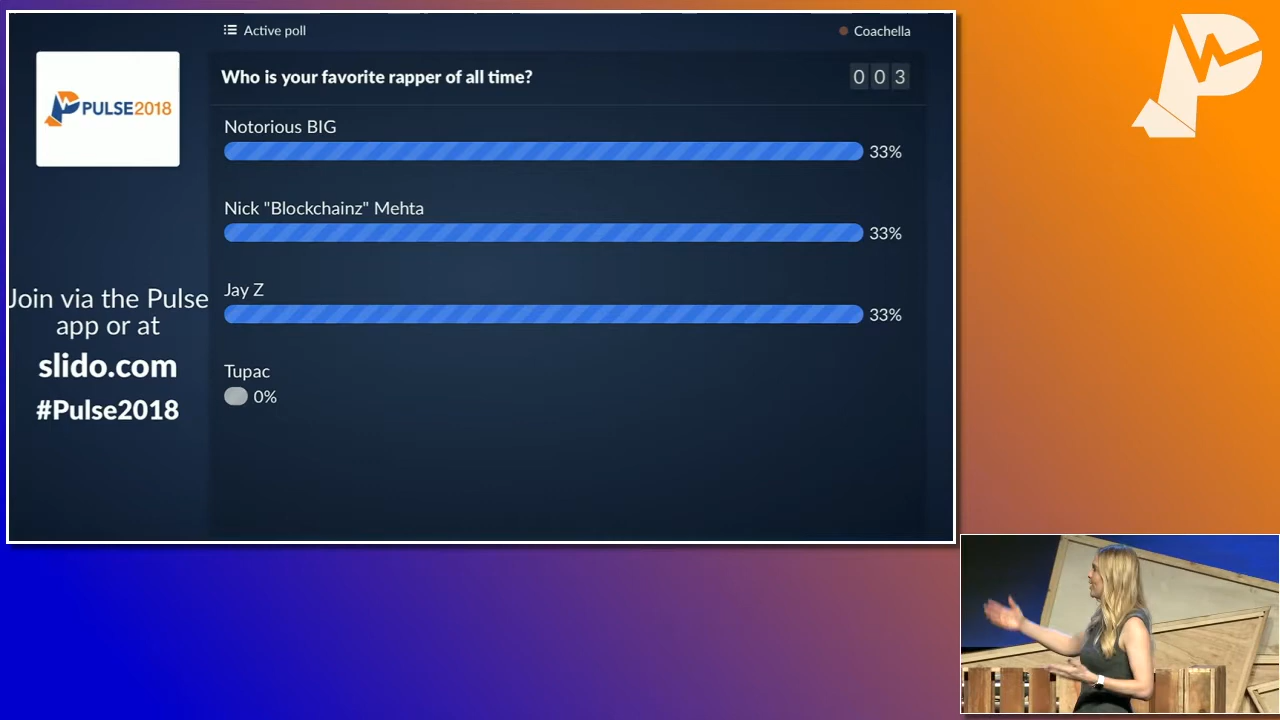 Active poll
Coachella
PULSE2018
Who is your favorite rapper of all time?
0 0 3
Notorious BIG
33%
Nick "Blockchainz" Mehta
33%
Jay Z
33%
Tupac
0%
Join via the Pulse
app or at
slido.com
#Pulse2018